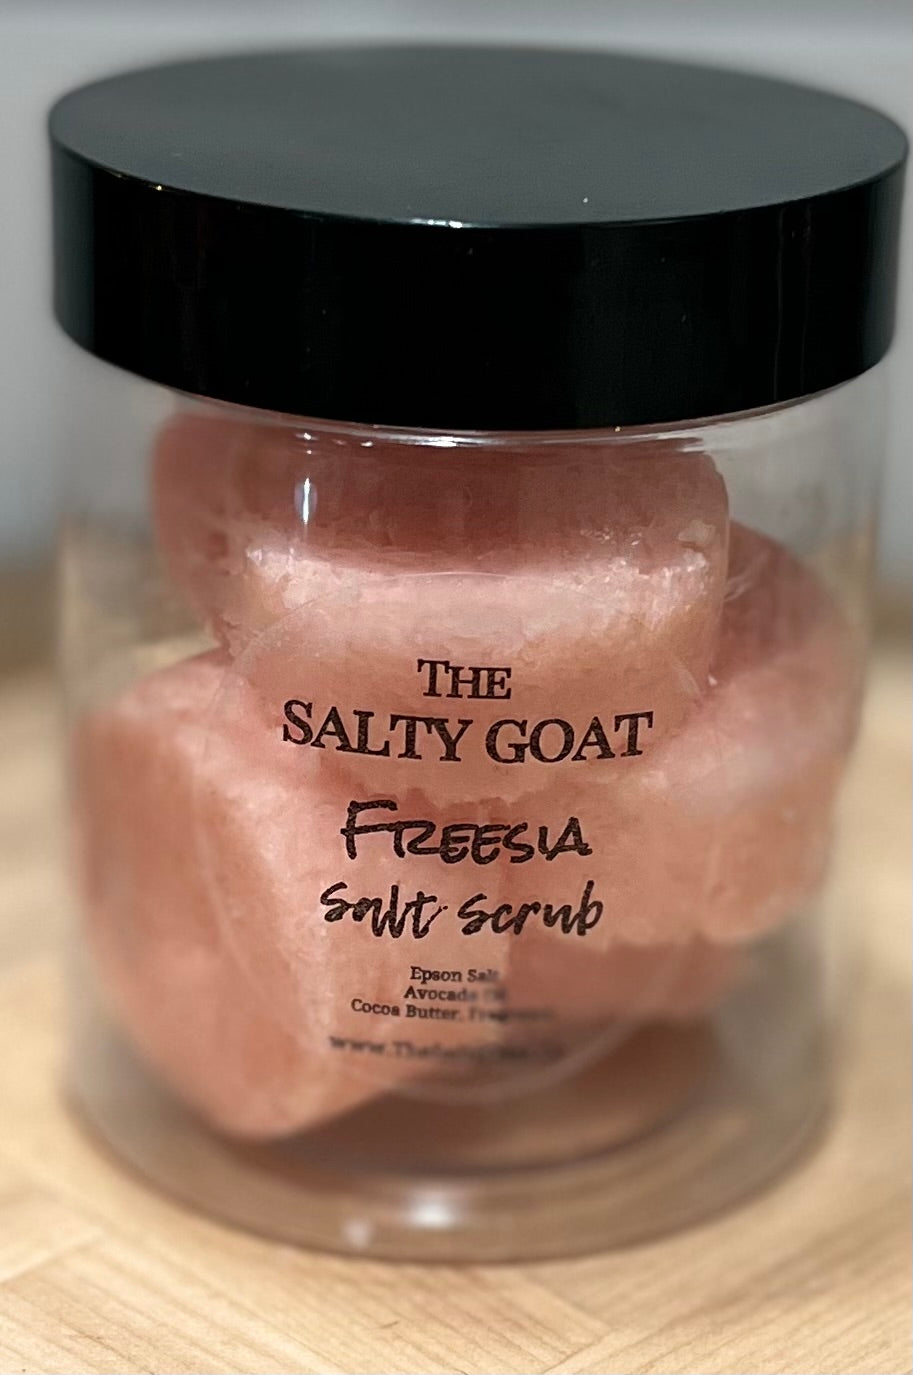 THE
SALTY GOAT
FREESIA
Salt Scrub
Epson Salt
Avocado
Cocoa Butter,